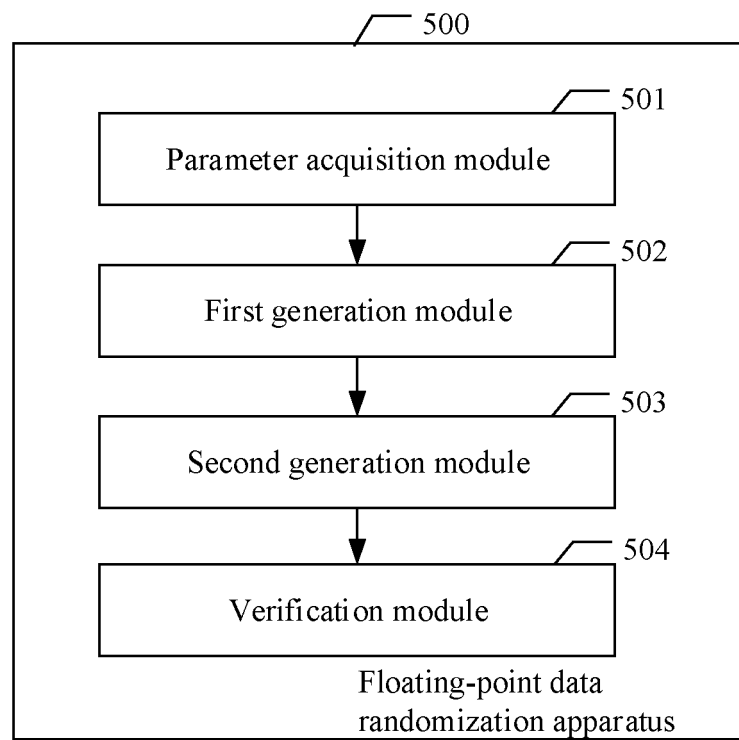 500
501
Parameter acquisition module
502
First generation module
503
Second generation module
504
Verification module
Floating-point data
randomization apparatus